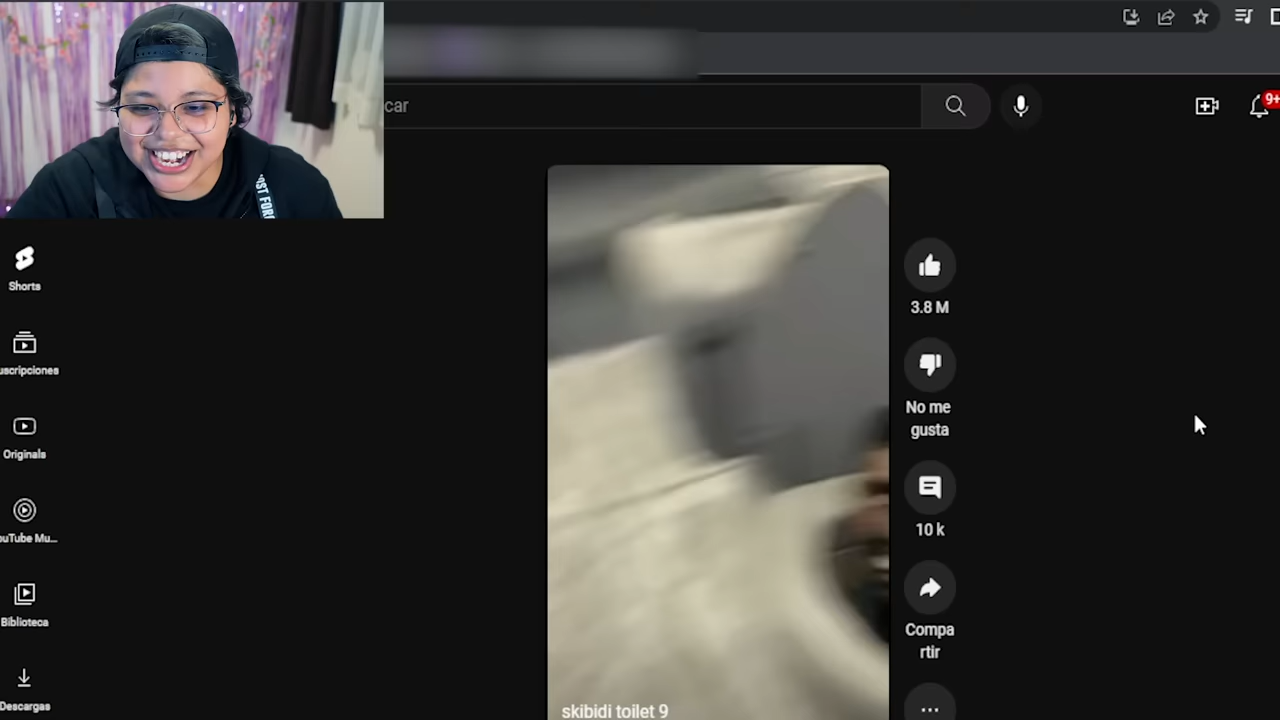 car
9+
Shorts
uscripciones
Originals
ouTube Mu...
Biblioteca
Descargas
3.8 M
No me
gusta
10 k
Compa
rtir
skibidi toilet 9